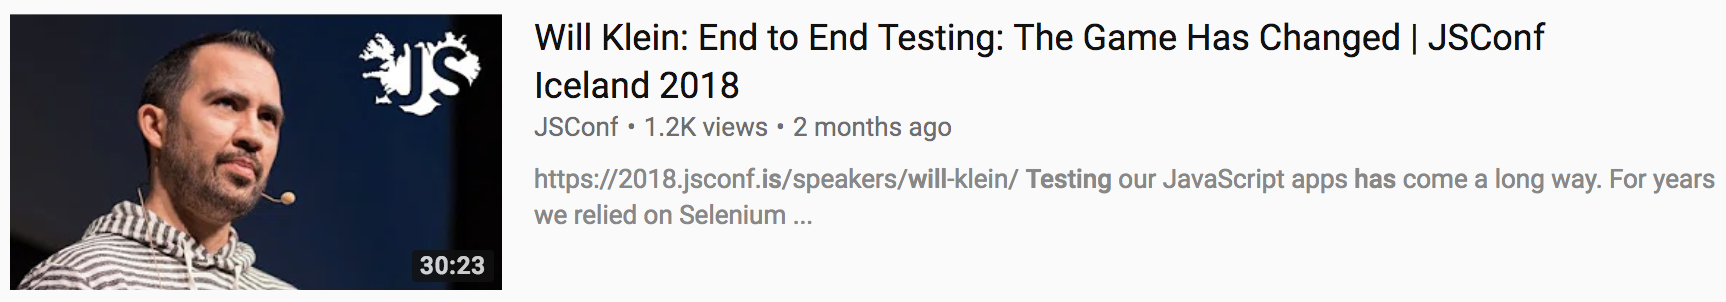 JS
30:23
Will Klein: End to End Testing: The Game Has Changed | JSConf
Iceland 2018
JSConf • 1.2K views • 2 months ago
https://2018.jsconf.is/speakers/will-klein/ Testing our JavaScript apps has come a long way. For years
we relied on Selenium ...